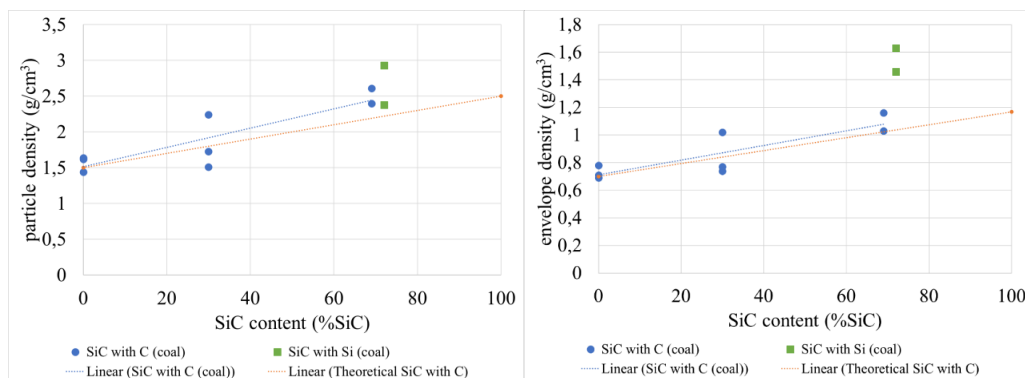 particle density (g/cm³)
3,5
3
2,5
2
1,5
1
0,5
0
0 20 40 60 80 100
SiC content (%SiC)
SiC with C (coal) SiC with Si (coal)
Linear (SiC with C (coal)) Linear (Theoretical SiC with C)
envelope density (g/cm³)
1,8
1,6
1,4
1,2
1
0,8
0,6
0,4
0,2
0
0 20 40 60 80 100
SiC content (%SiC)
SiC with C (coal) SiC with Si (coal)
Linear (SiC with C (coal)) Linear (Theoretical SiC with C)